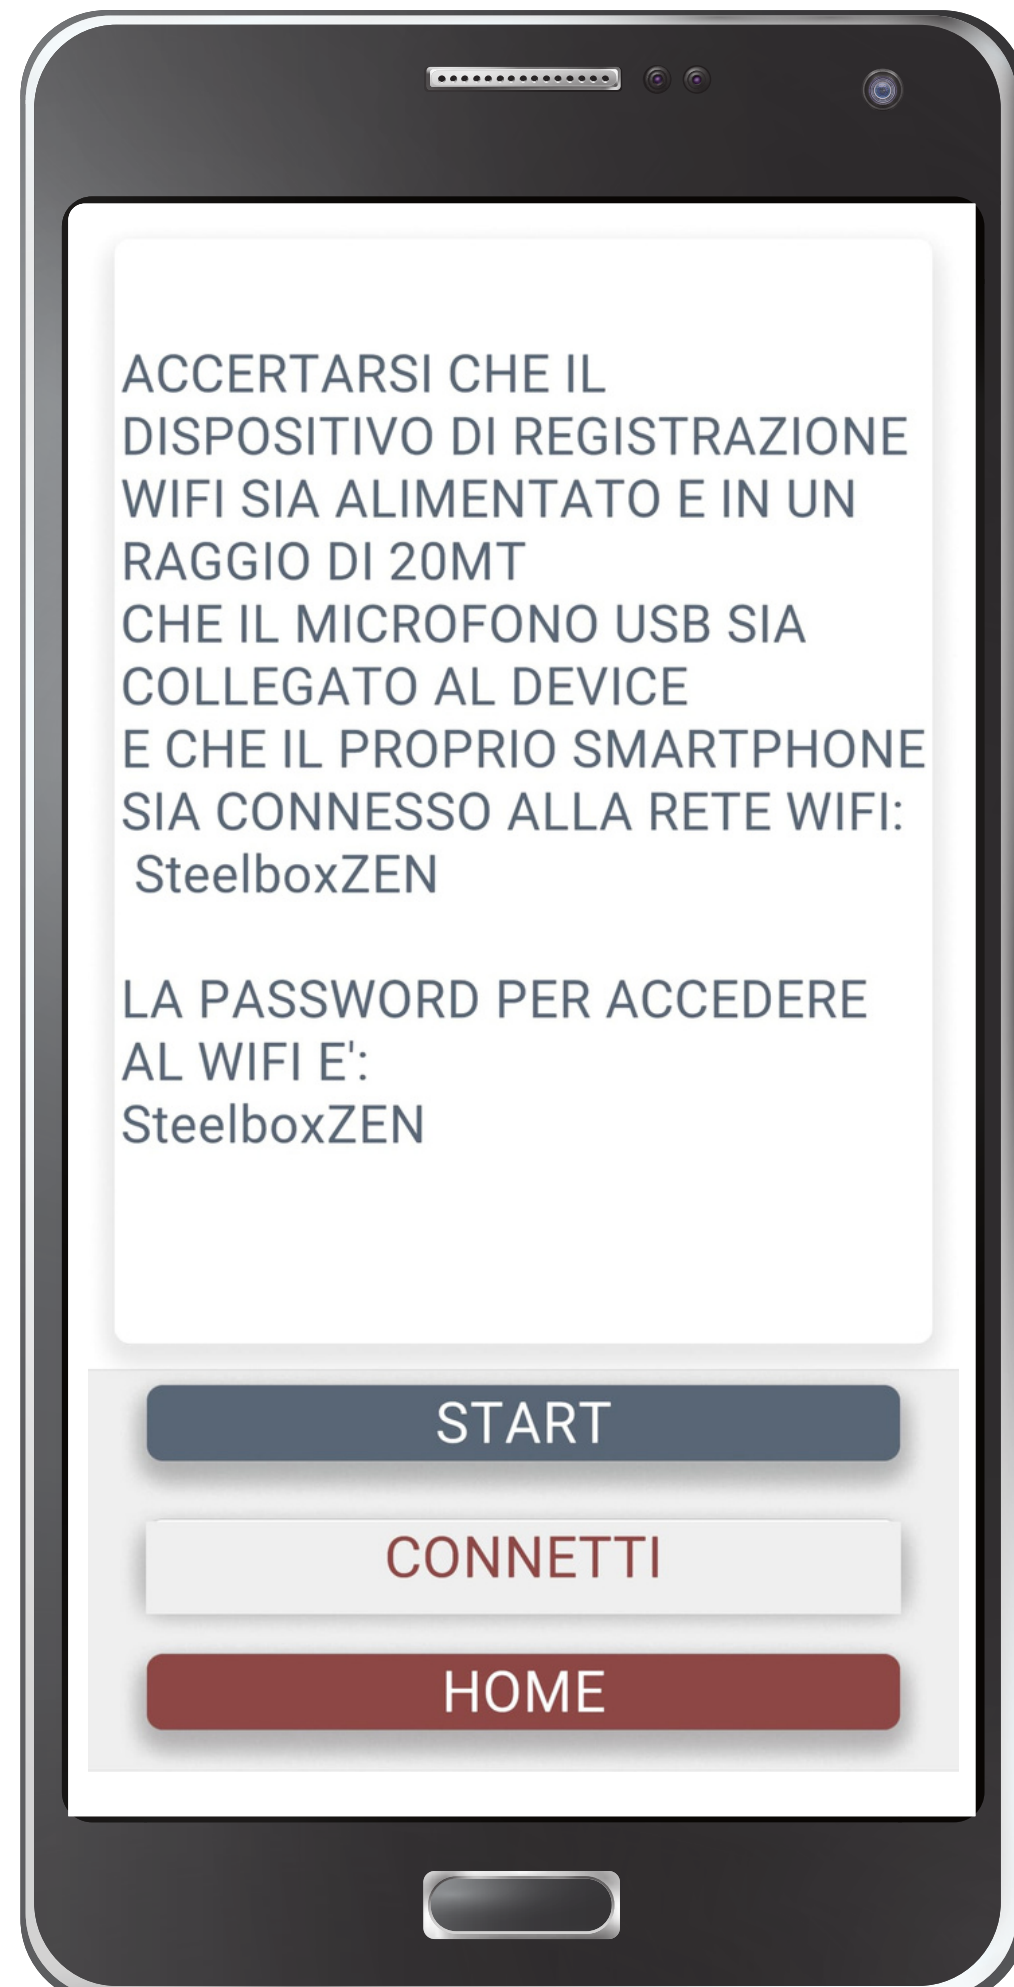 ACCERTARSI CHE IL
DISPOSITIVO DI REGISTRAZIONE
WIFI SIA ALIMENTATO E IN UN
RAGGIO DI 20MT
CHE IL MICROFONO USB SIA
COLLEGATO AL DEVICE
E CHE IL PROPRIO SMARTPHONE
SIA CONNESSO ALLA RETE WIFI:
SteelboxZEN
LA PASSWORD PER ACCEDERE
AL WIFI E':
SteelboxZEN
START
CONNETTI
HOME